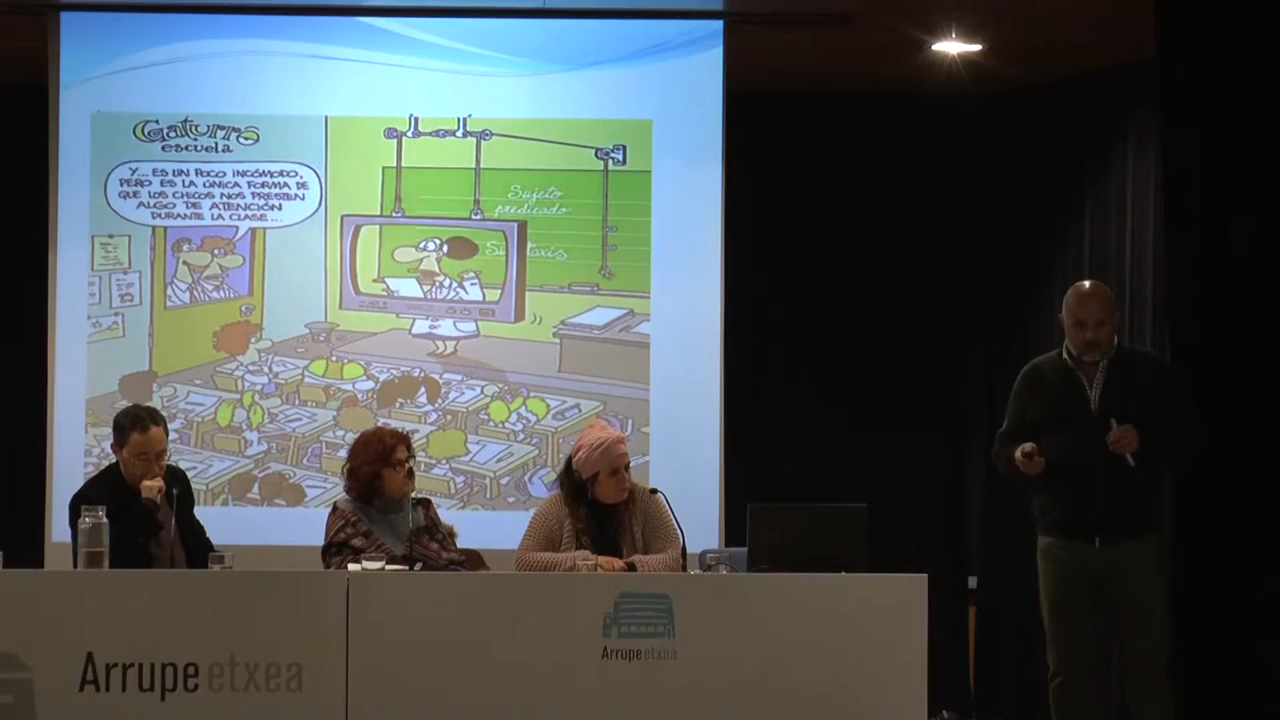 Gaturro
escuela
Y... ES UN POCO INCÓMODO,
PERO ES LA ÚNICA FORMA DE
QUE LOS CHICOS NOS PRESTEN
ALGO DE ATENCIÓN
DURANTE LA CLASE...
Sujeto
predicado
Arrupe etxea
Arrupe etxea